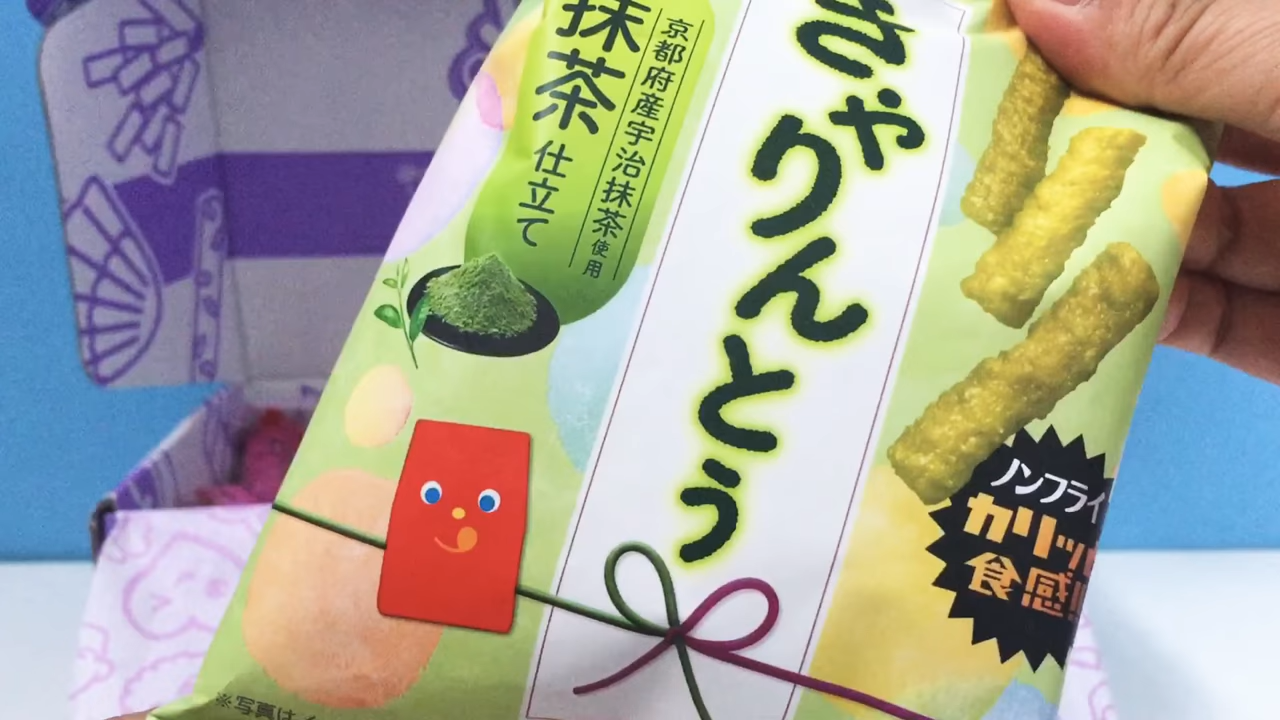 きゃりんとう
京都府産宇治抹茶使用
抹茶仕立て
ノンフライ
カリッ
食感!!
※写真は